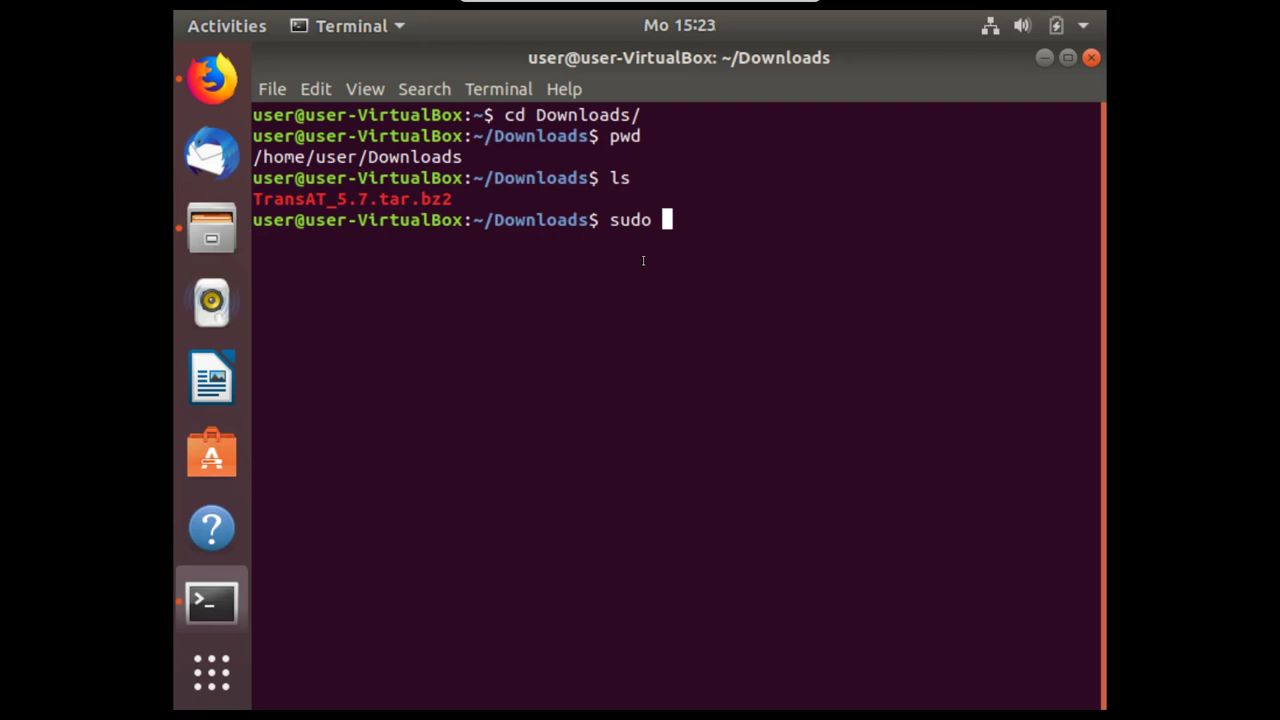 Activities Terminal Mo 15:23
user@user-VirtualBox: ~/Downloads
File Edit View Search Terminal Help
user@user-VirtualBox:~$ cd Downloads/
user@user-VirtualBox:~/Downloads$ pwd
/home/user/Downloads
user@user-VirtualBox:~/Downloads$ ls
TransAT_5.7.tar.bz2
user@user-VirtualBox:~/Downloads$ sudo